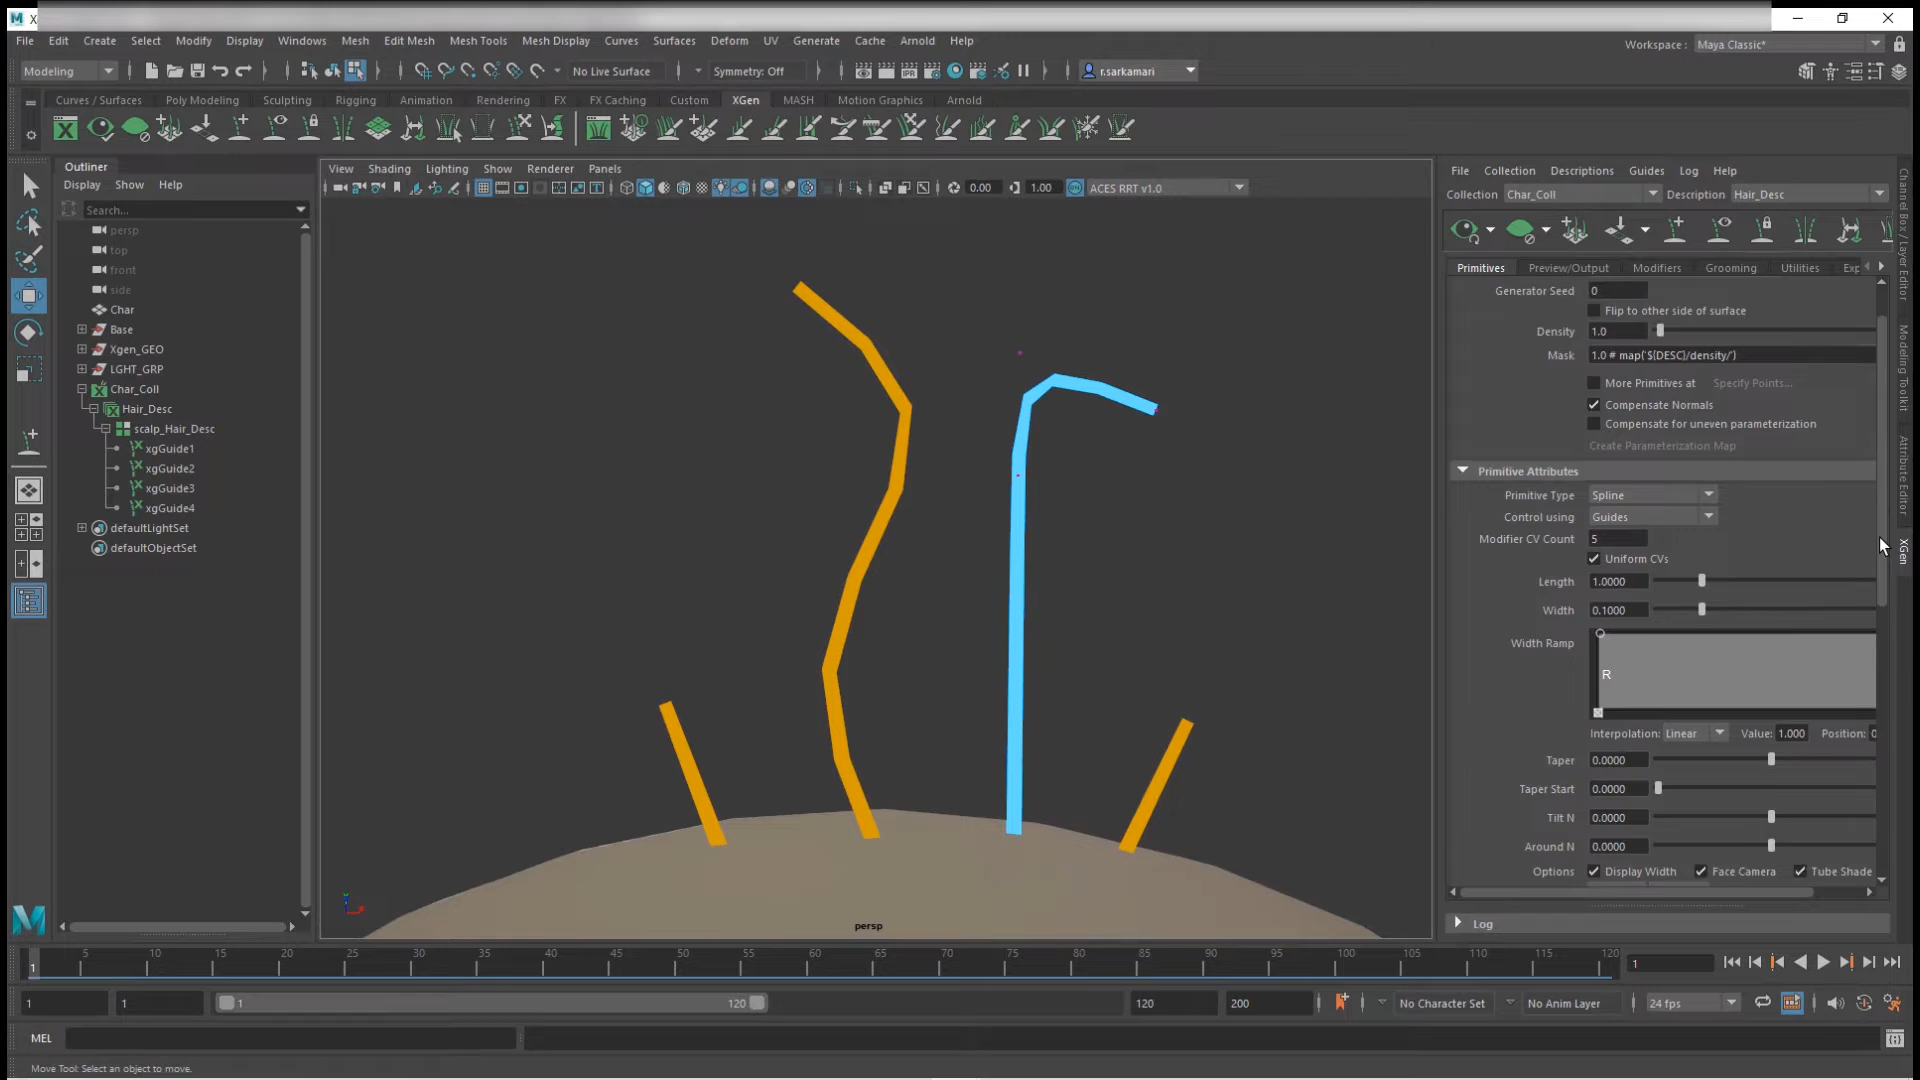 X
File Edit Create Select Modify Display Windows Mesh Edit Mesh Mesh Tools Mesh Display Curves Surfaces Deform UV Generate Cache Arnold Help
Workspace : Maya Classic*
Modeling No Live Surface Symmetry: Off r.sarkamari
Curves / Surfaces Poly Modeling Sculpting Rigging Animation Rendering FX FX Caching Custom XGen MASH Motion Graphics Arnold
Outliner
Display Show Help
Search...
persp
top
front
side
Char
Base
Xgen_GEO
LGHT_GRP
Char_Coll
Hair_Desc
scalp_Hair_Desc
xgGuide1
xgGuide2
xgGuide3
xgGuide4
defaultLightSet
defaultObjectSet
View Shading Lighting Show Renderer Panels
0.00 1.00 ACES RRT v1.0
persp
File Collection Descriptions Guides Log Help
Collection Char_Coll Description Hair_Desc
Primitives Preview/Output Modifiers Grooming Utilities Exp
Generator Seed 0
Flip to other side of surface
Density 1.0
Mask 1.0 # map('${DESC}/density/')
More Primitives at Specify Points...
Compensate Normals
Compensate for uneven parameterization
Create Parameterization Map
Primitive Attributes
Primitive Type Spline
Control using Guides
Modifier CV Count 5
Uniform CVs
Length 1.0000
Width 0.1000
Width Ramp
R
Interpolation: Linear Value: 1.000 Position: 0
Taper 0.0000
Taper Start 0.0000
Tilt N 0.0000
Around N 0.0000
Options Display Width Face Camera Tube Shade
Log
Channel Box / Layer Editor
Modeling Toolkit
Attribute Editor
XGen
1 5 10 15 20 25 30 35 40 45 50 55 60 65 70 75 80 85 90 95 100 105 110 115 120
1
1 1 1 120 120 200 No Character Set No Anim Layer 24 fps
MEL
Move Tool: Select an object to move.